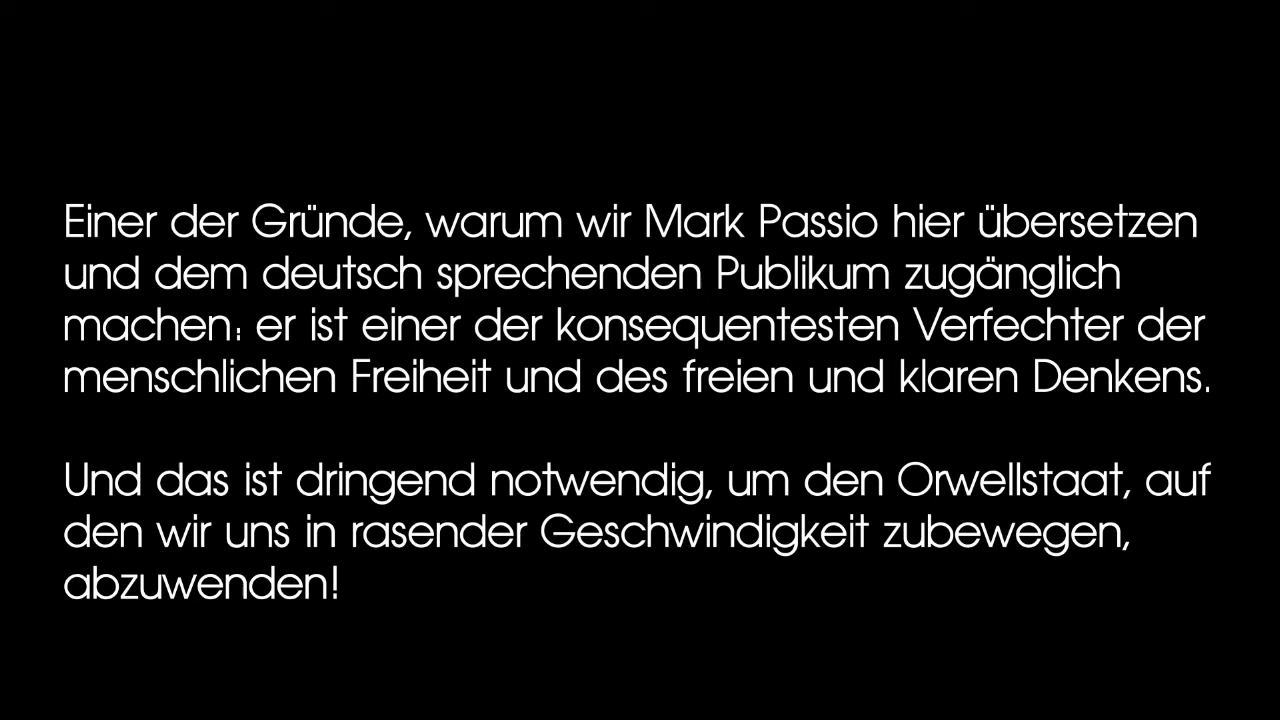 Einer der Gründe, warum wir Mark Passio hier übersetzen
und dem deutsch sprechenden Publikum zugänglich
machen: er ist einer der konsequentesten Verfechter der
menschlichen Freiheit und des freien und klaren Denkens.
Und das ist dringend notwendig, um den Orwellstaat, auf
den wir uns in rasender Geschwindigkeit zubewegen,
abzuwenden!